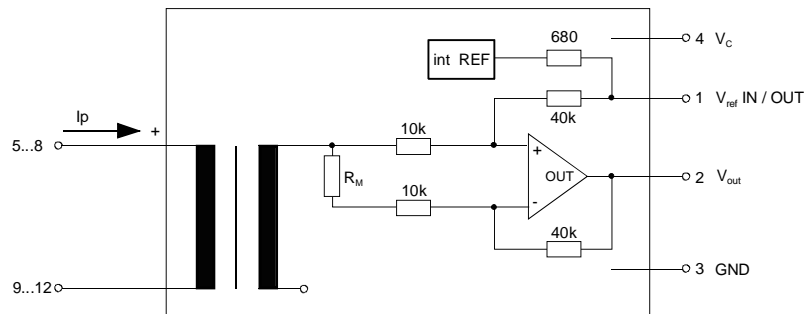 4 V_C
680
int REF
1 V_ref IN / OUT
Ip
+
10k
40k
5...8
+
R_M
OUT
2 V_out
10k
-
40k
3 GND
9...12